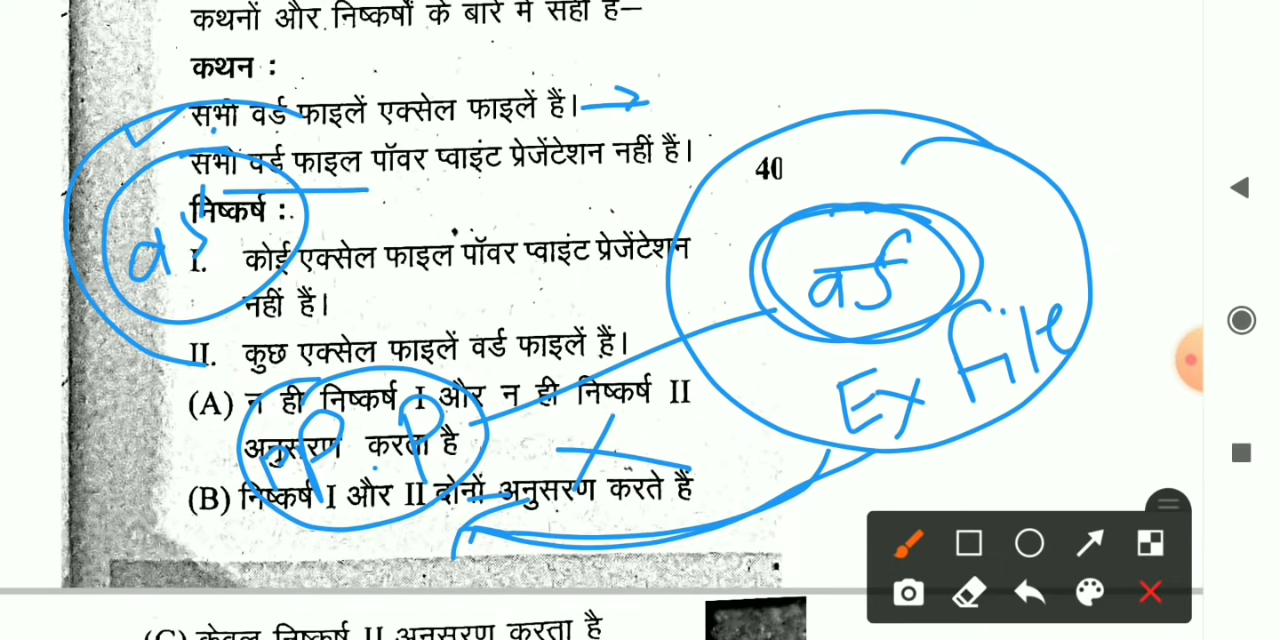 कथनों और निष्कर्षों के बारे में सही है–
कथन :
सभी वर्ड फाइलें एक्सेल फाइलें हैं।
सभी वर्ड फाइल पॉवर प्वाइंट प्रेजेंटेशन नहीं हैं।
40
निष्कर्ष :
I. कोई एक्सेल फाइल पॉवर प्वाइंट प्रेजेंटेशन
नहीं हैं।
II. कुछ एक्सेल फाइलें वर्ड फाइलें हैं।
(A) न ही निष्कर्ष I और न ही निष्कर्ष II
अनुसरण करता है
(B) निष्कर्ष I और II दोनों अनुसरण करते हैं
(C) केवल निष्कर्ष II अनुसरण करता है
Ex file
P.P